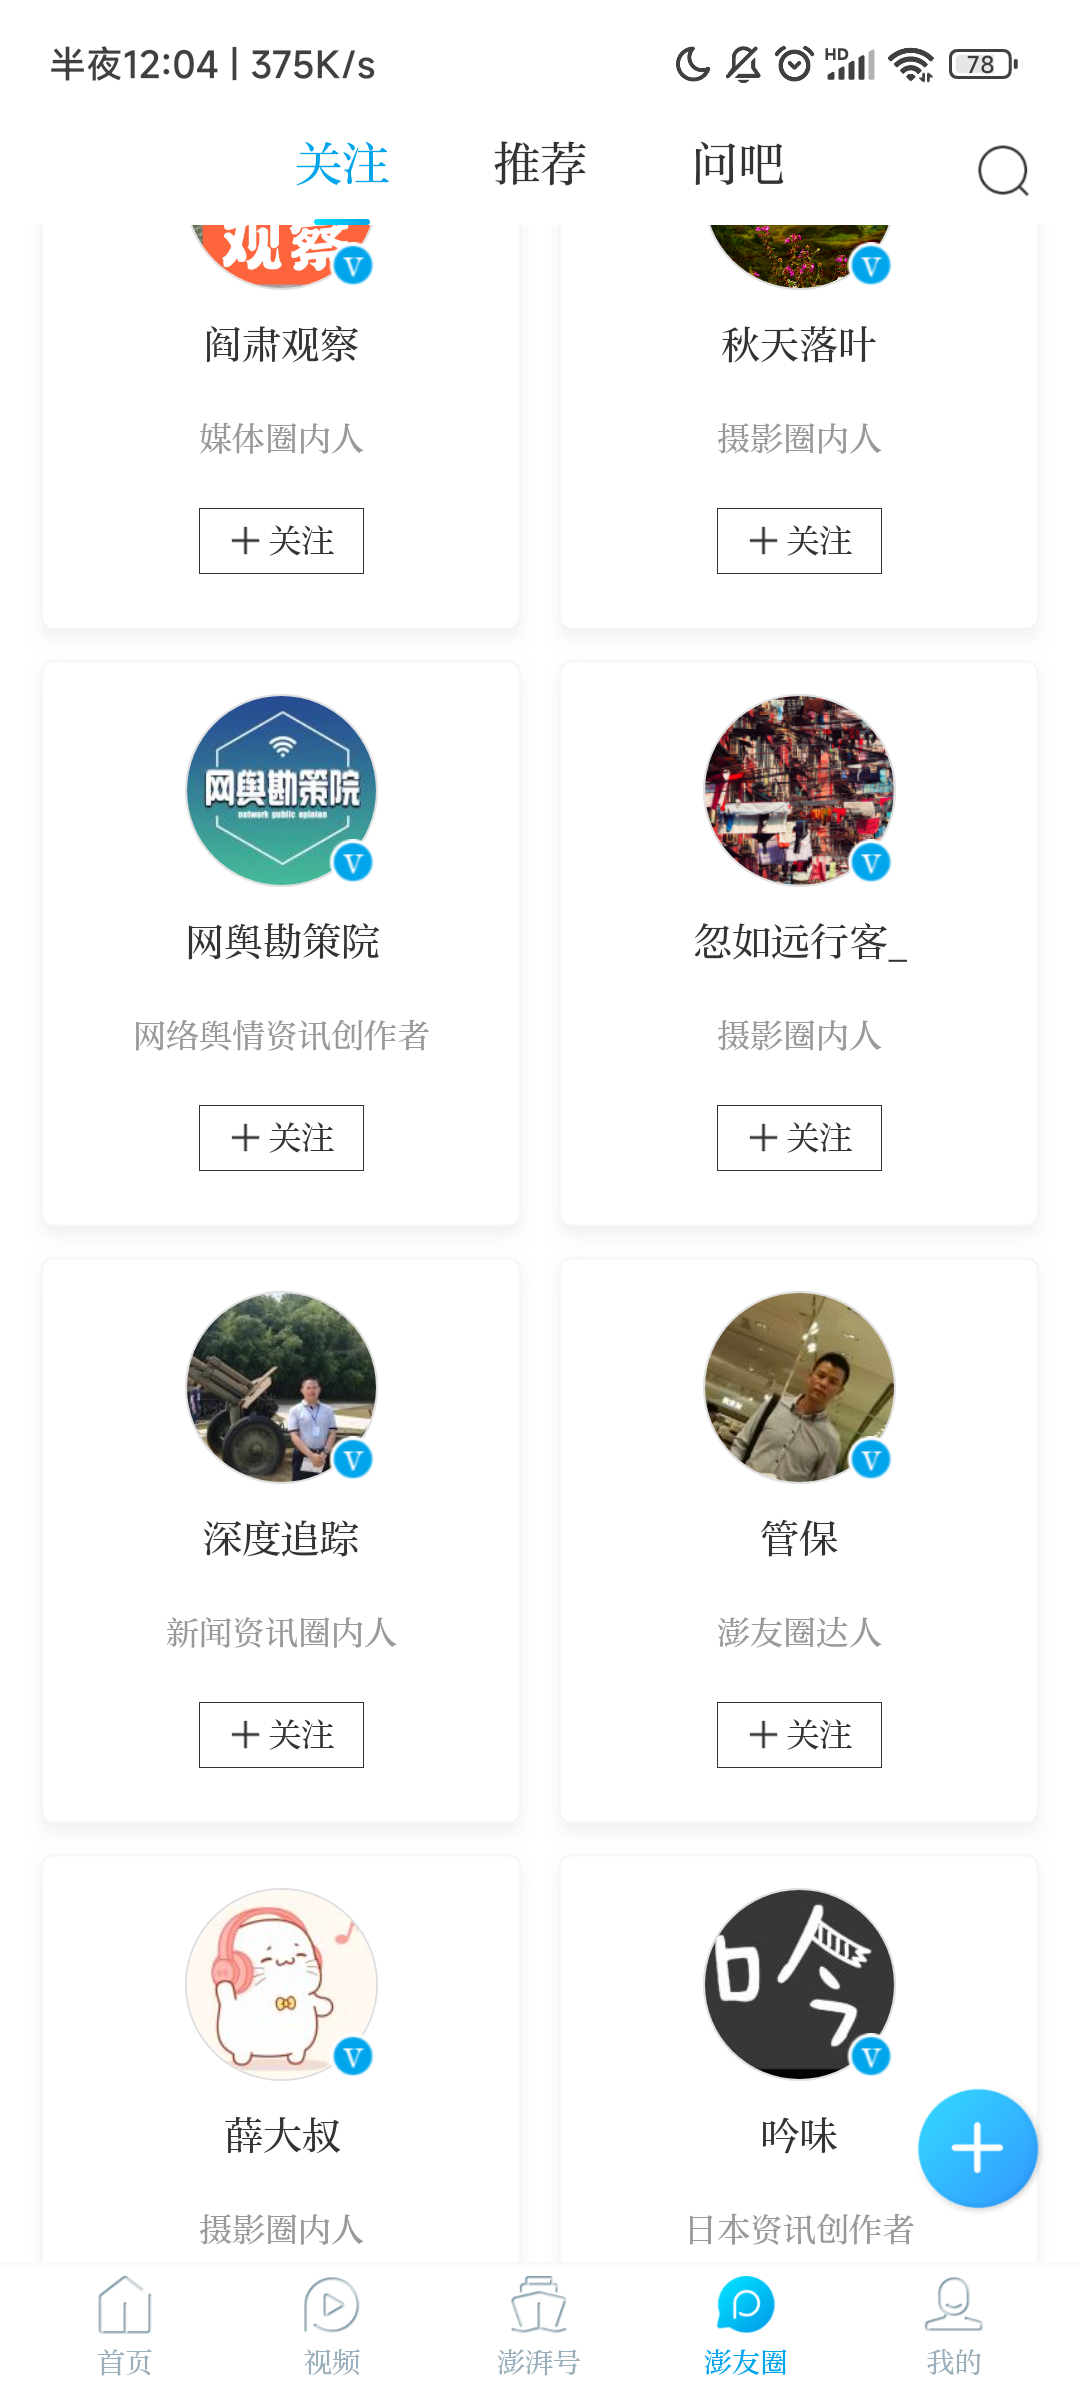 半夜12:04 | 375K/s
HD
78
关注 推荐 问吧
观察
V
V
阎肃观察
秋天落叶
媒体圈内人
摄影圈内人
+ 关注
+ 关注
网舆勘策院
network public opinion
V
V
网舆勘策院
忽如远行客_
网络舆情资讯创作者
摄影圈内人
+ 关注
+ 关注
V
V
深度追踪
管保
新闻资讯圈内人
澎友圈达人
+ 关注
+ 关注
吟
V
V
薛大叔
吟味
摄影圈内人
日本资讯创作者
首页 视频 澎湃号 澎友圈 我的